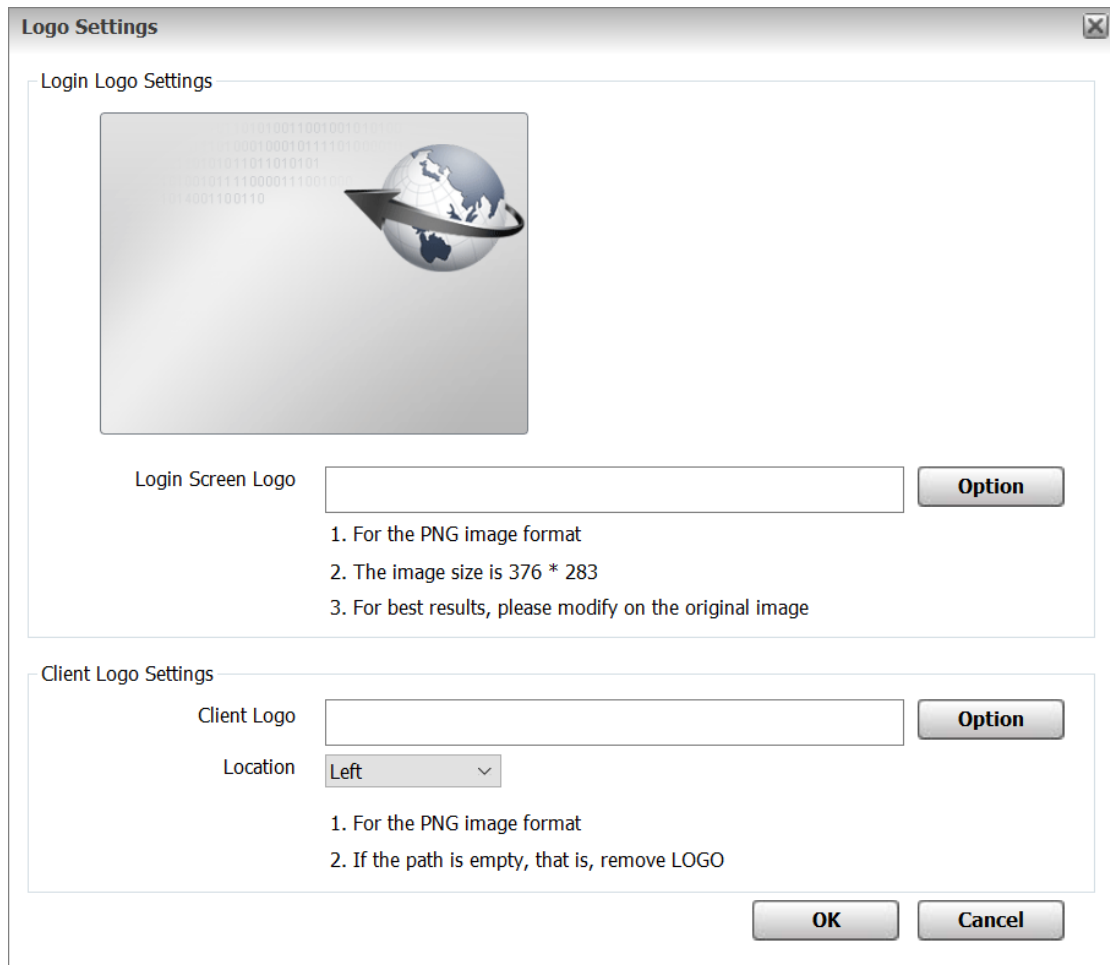 Logo Settings
Login Logo Settings
Login Screen Logo
Option
1. For the PNG image format
2. The image size is 376 * 283
3. For best results, please modify on the original image
Client Logo Settings
Client Logo
Option
Location
Left
1. For the PNG image format
2. If the path is empty, that is, remove LOGO
OK
Cancel